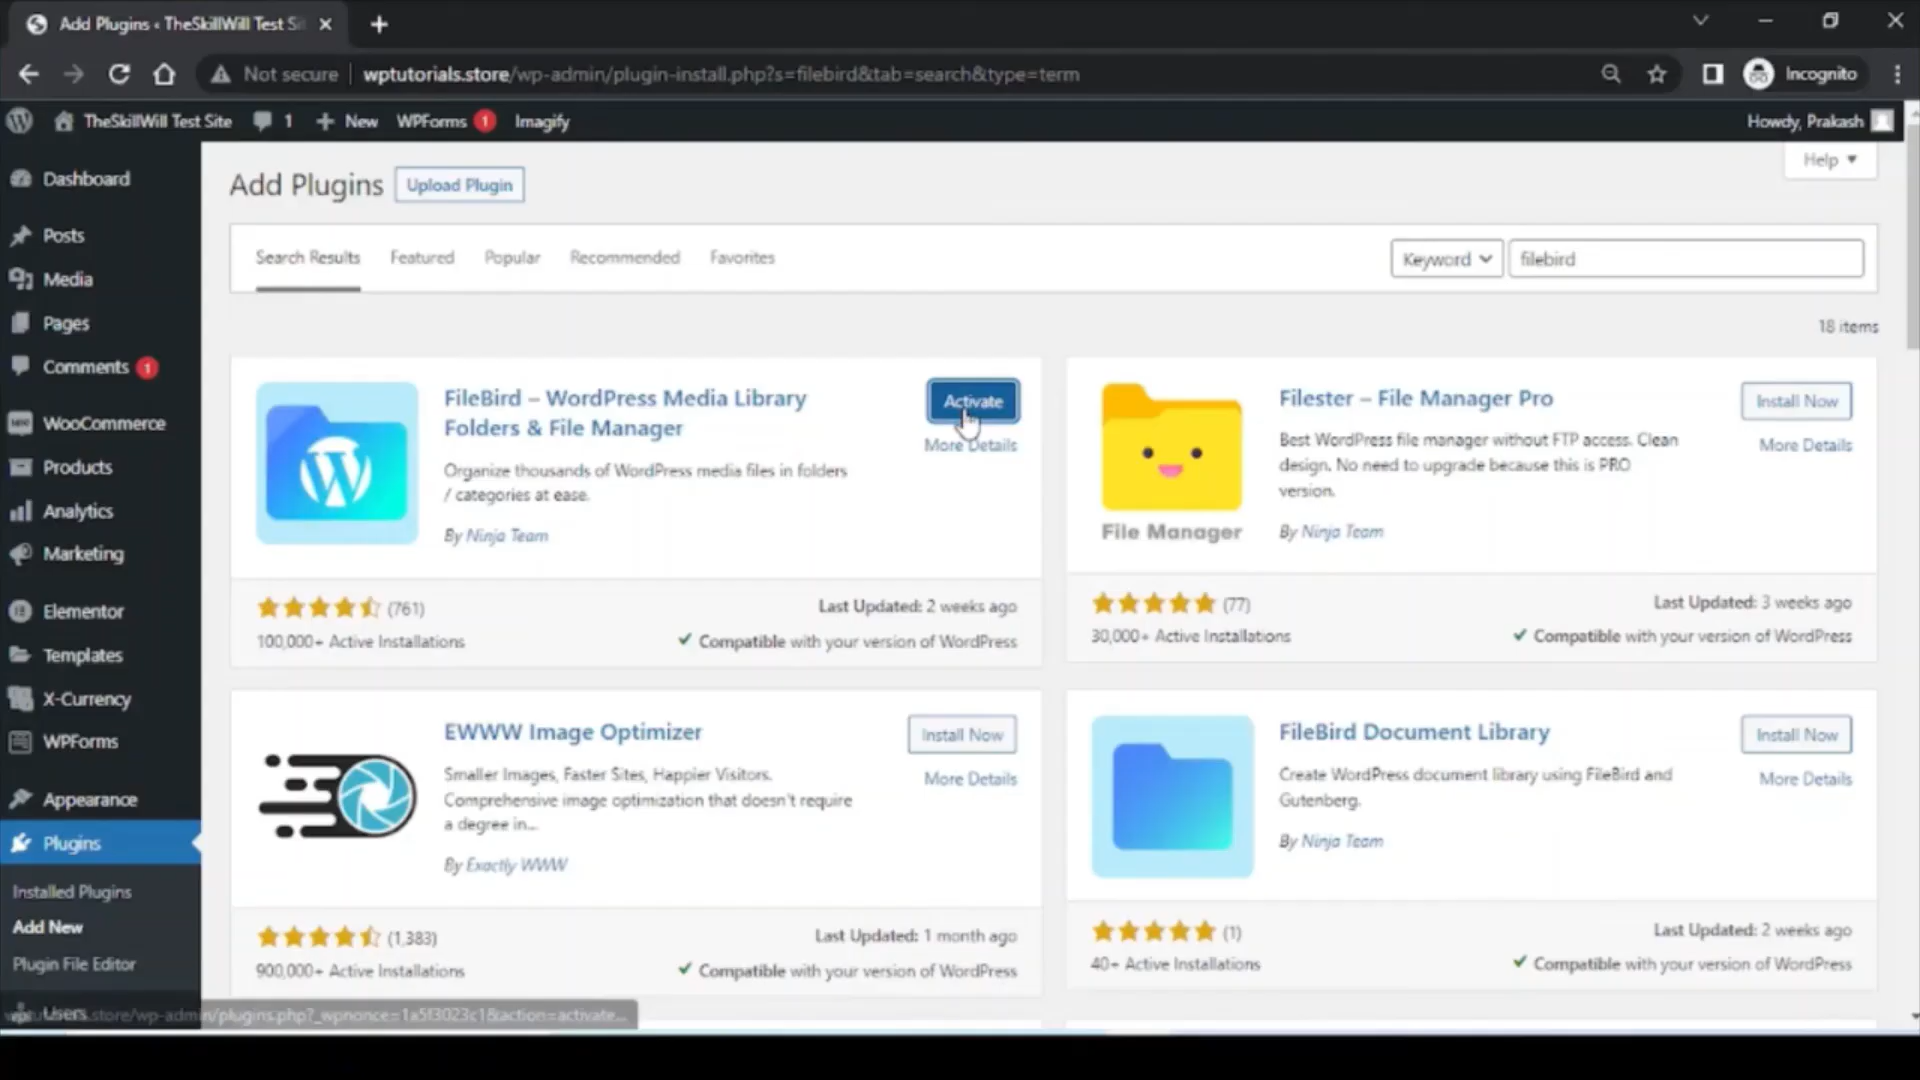 Add Plugins ‹ TheSkillWill Test Si
Not secure
wptutorials.store/wp-admin/plugin-install.php?s=filebird&tab=search&type=term
Incognito
TheSkillWill Test Site
1
New
WPForms
1
Imagify
Howdy, Prakash
Dashboard
Posts
Media
Pages
Comments 1
WooCommerce
Products
Analytics
Marketing
Elementor
Templates
X-Currency
WPForms
Appearance
Plugins
Installed Plugins
Add New
Plugin File Editor
Users
Help
Add Plugins
Upload Plugin
Search Results
Featured
Popular
Recommended
Favorites
Keyword
filebird
18 items
FileBird – WordPress Media Library
Folders & File Manager
Activate
More Details
Organize thousands of WordPress media files in folders
/ categories at ease.
By Ninja Team
(761)
Last Updated: 2 weeks ago
100,000+ Active Installations
Compatible with your version of WordPress
File Manager
Filester – File Manager Pro
Install Now
More Details
Best WordPress file manager without FTP access. Clean
design. No need to upgrade because this is PRO
version.
By Ninja Team
(77)
Last Updated: 3 weeks ago
30,000+ Active Installations
Compatible with your version of WordPress
EWWW Image Optimizer
Install Now
More Details
Smaller Images, Faster Sites, Happier Visitors.
Comprehensive image optimization that doesn't require
a degree in...
By Exactly WWW
(1,383)
Last Updated: 1 month ago
900,000+ Active Installations
Compatible with your version of WordPress
FileBird Document Library
Install Now
More Details
Create WordPress document library using FileBird and
Gutenberg.
By Ninja Team
(1)
Last Updated: 2 weeks ago
40+ Active Installations
Compatible with your version of WordPress
.store/wp-admin/plugins.php?_wpnonce=1a5f3023c1&action=activate...